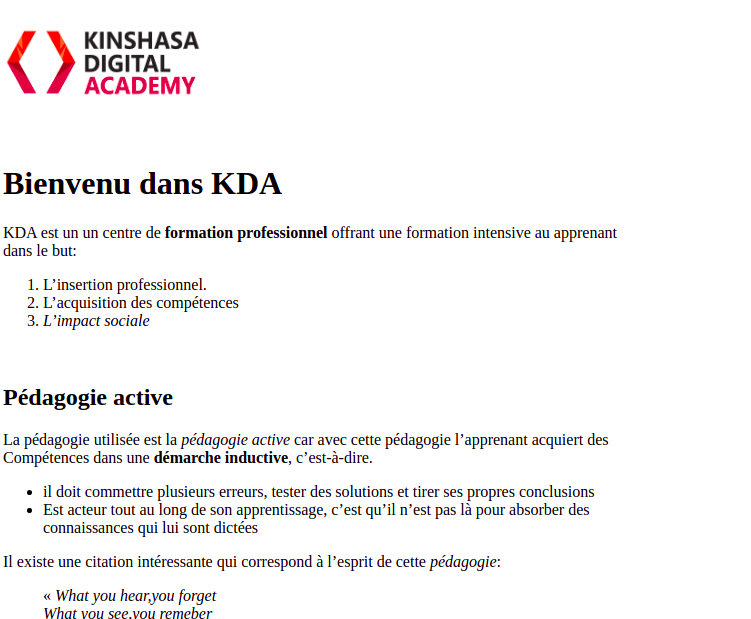 KINSHASA
DIGITAL
ACADEMY
Bienvenu dans KDA
KDA est un un centre de formation professionnel offrant une formation intensive au apprenant
dans le but:
1. L’insertion professionnel.
2. L’acquisition des compétences
3. L’impact sociale
Pédagogie active
La pédagogie utilisée est la pédagogie active car avec cette pédagogie l’apprenant acquiert des
Compétences dans une démarche inductive, c’est-à-dire.
• il doit commettre plusieurs erreurs, tester des solutions et tirer ses propres conclusions
• Est acteur tout au long de son apprentissage, c’est qu’il n’est pas là pour absorber des
connaissances qui lui sont dictées
Il existe une citation intéressante qui correspond à l’esprit de cette pédagogie:
« What you hear,you forget
What you see,you remeber